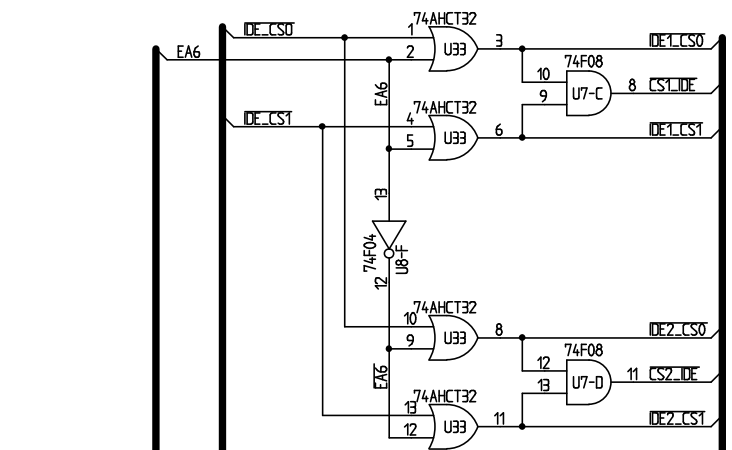 74AHCT32
IDE_CS0
1
3
IDE1_CS0
U33
EA6
2
74F08
10
EA6
U7-C
8
CS1_IDE
9
74AHCT32
IDE_CS1
4
6
IDE1_CS1
U33
5
13
74F04
U8-F
12
74AHCT32
10
8
IDE2_CS0
U33
9
74F08
12
EA6
U7-D
11
CS2_IDE
13
74AHCT32
13
11
IDE2_CS1
U33
12